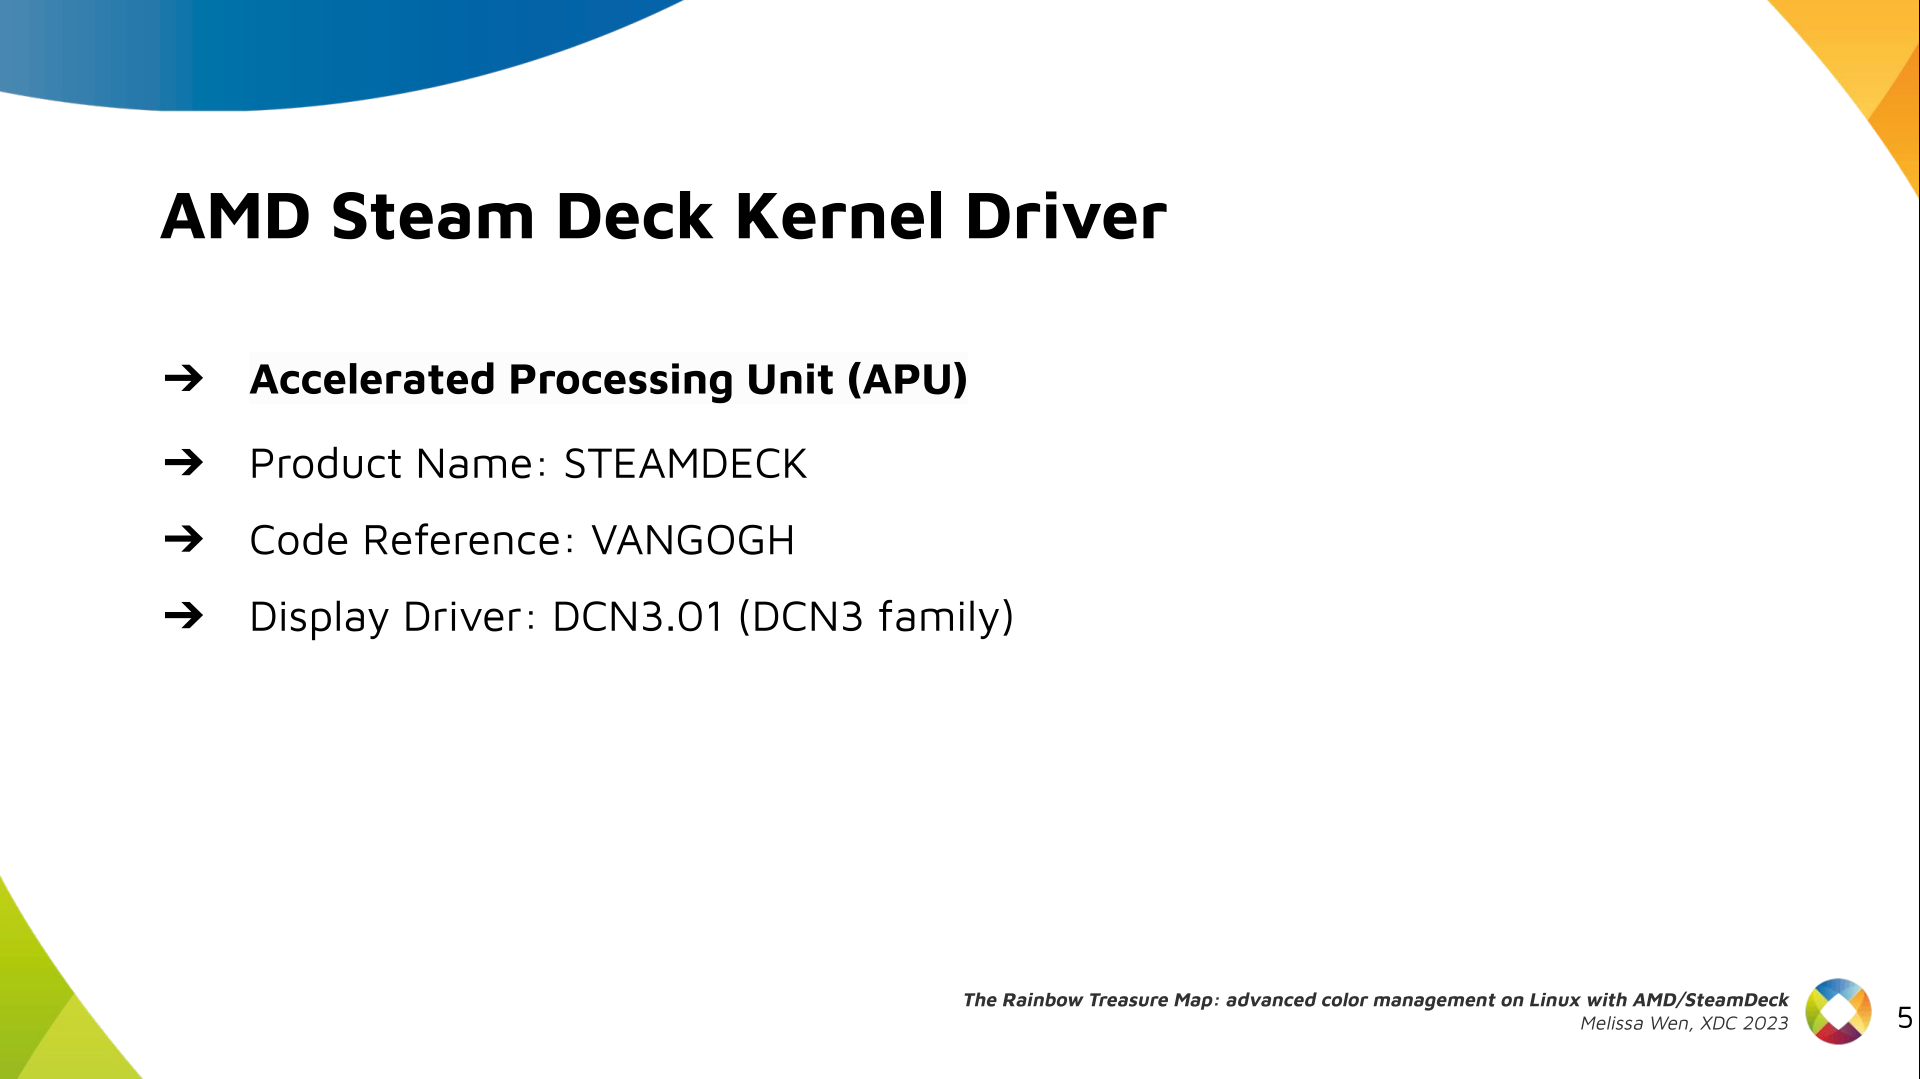 AMD Steam Deck Kernel Driver
➔ Accelerated Processing Unit (APU)
➔ Product Name: STEAMDECK
➔ Code Reference: VANGOGH
➔ Display Driver: DCN3.01 (DCN3 family)
The Rainbow Treasure Map: advanced color management on Linux with AMD/SteamDeck
Melissa Wen, XDC 2023
5